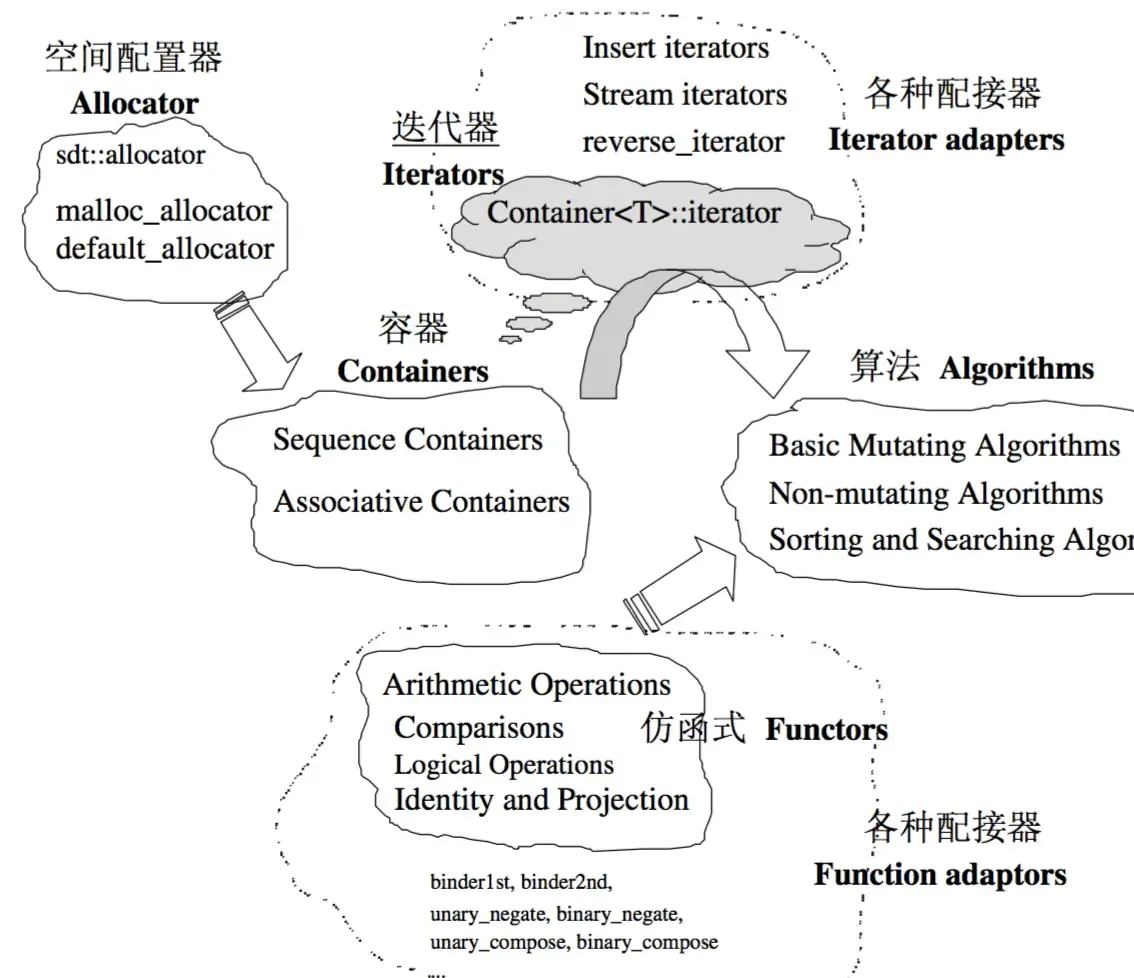 空间配置器
Allocator
sdt::allocator
malloc_allocator
default_allocator
迭代器
Iterators
Insert iterators
Stream iterators
reverse_iterator
各种配接器
Iterator adapters
Container<T>::iterator
容器
Containers
Sequence Containers
Associative Containers
算法 Algorithms
Basic Mutating Algorithms
Non-mutating Algorithms
Sorting and Searching Algor
Arithmetic Operations
Comparisons
Logical Operations
Identity and Projection
仿函式 Functors
各种配接器
Function adaptors
binder1st, binder2nd,
unary_negate, binary_negate,
unary_compose, binary_compose
....